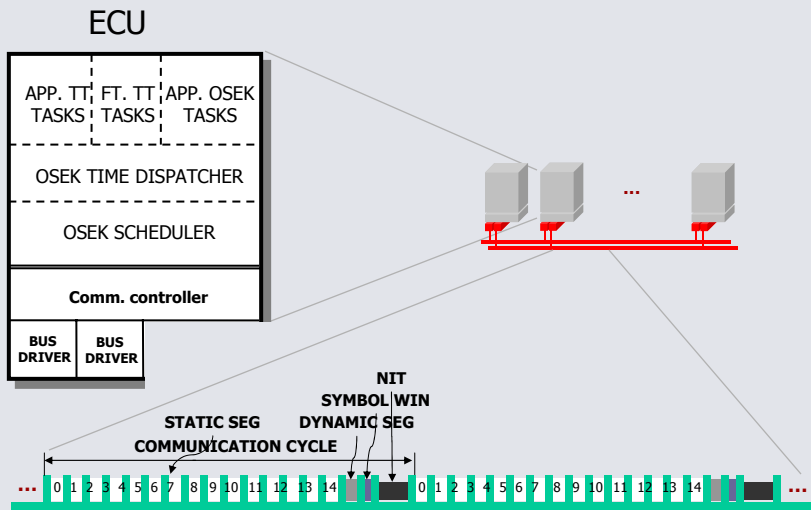 ECU
APP. TT FT. TT APP. OSEK
TASKS TASKS TASKS
OSEK TIME DISPATCHER
OSEK SCHEDULER
Comm. controller
BUS BUS
DRIVER DRIVER
...
NIT
SYMBOL WIN
STATIC SEG DYNAMIC SEG
COMMUNICATION CYCLE
... 0 1 2 3 4 5 6 7 8 9 10 11 12 13 14 0 1 2 3 4 5 6 7 8 9 10 11 12 13 14 ...